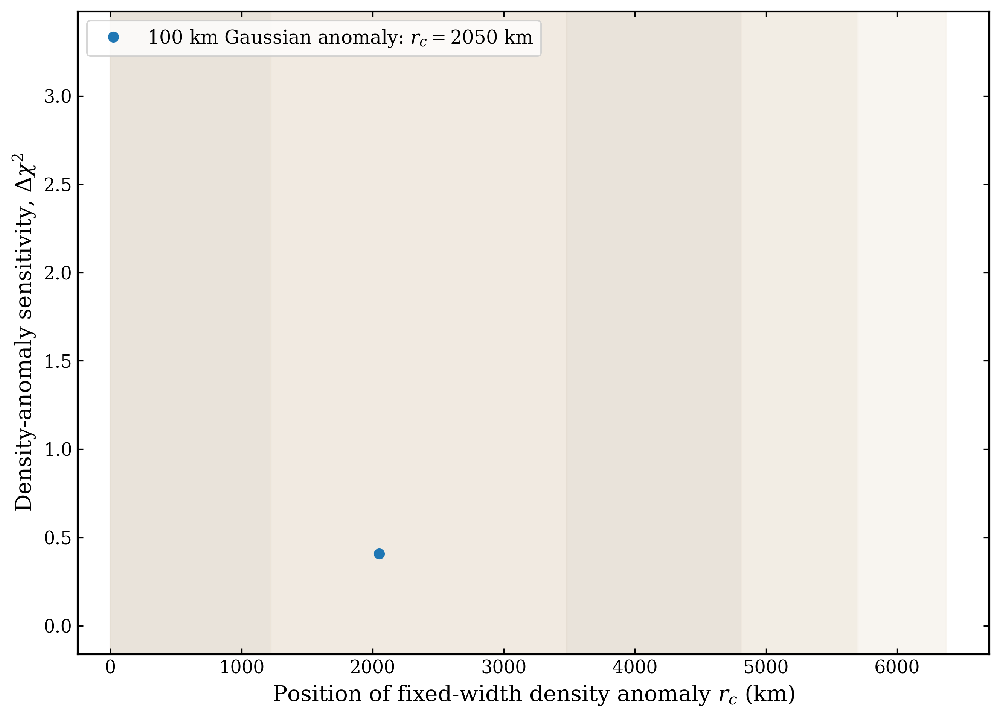 100 km Gaussian anomaly: r_c = 2050 km
Density-anomaly sensitivity, Δχ²
3.0
2.5
2.0
1.5
1.0
0.5
0.0
0 1000 2000 3000 4000 5000 6000
Position of fixed-width density anomaly r_c (km)